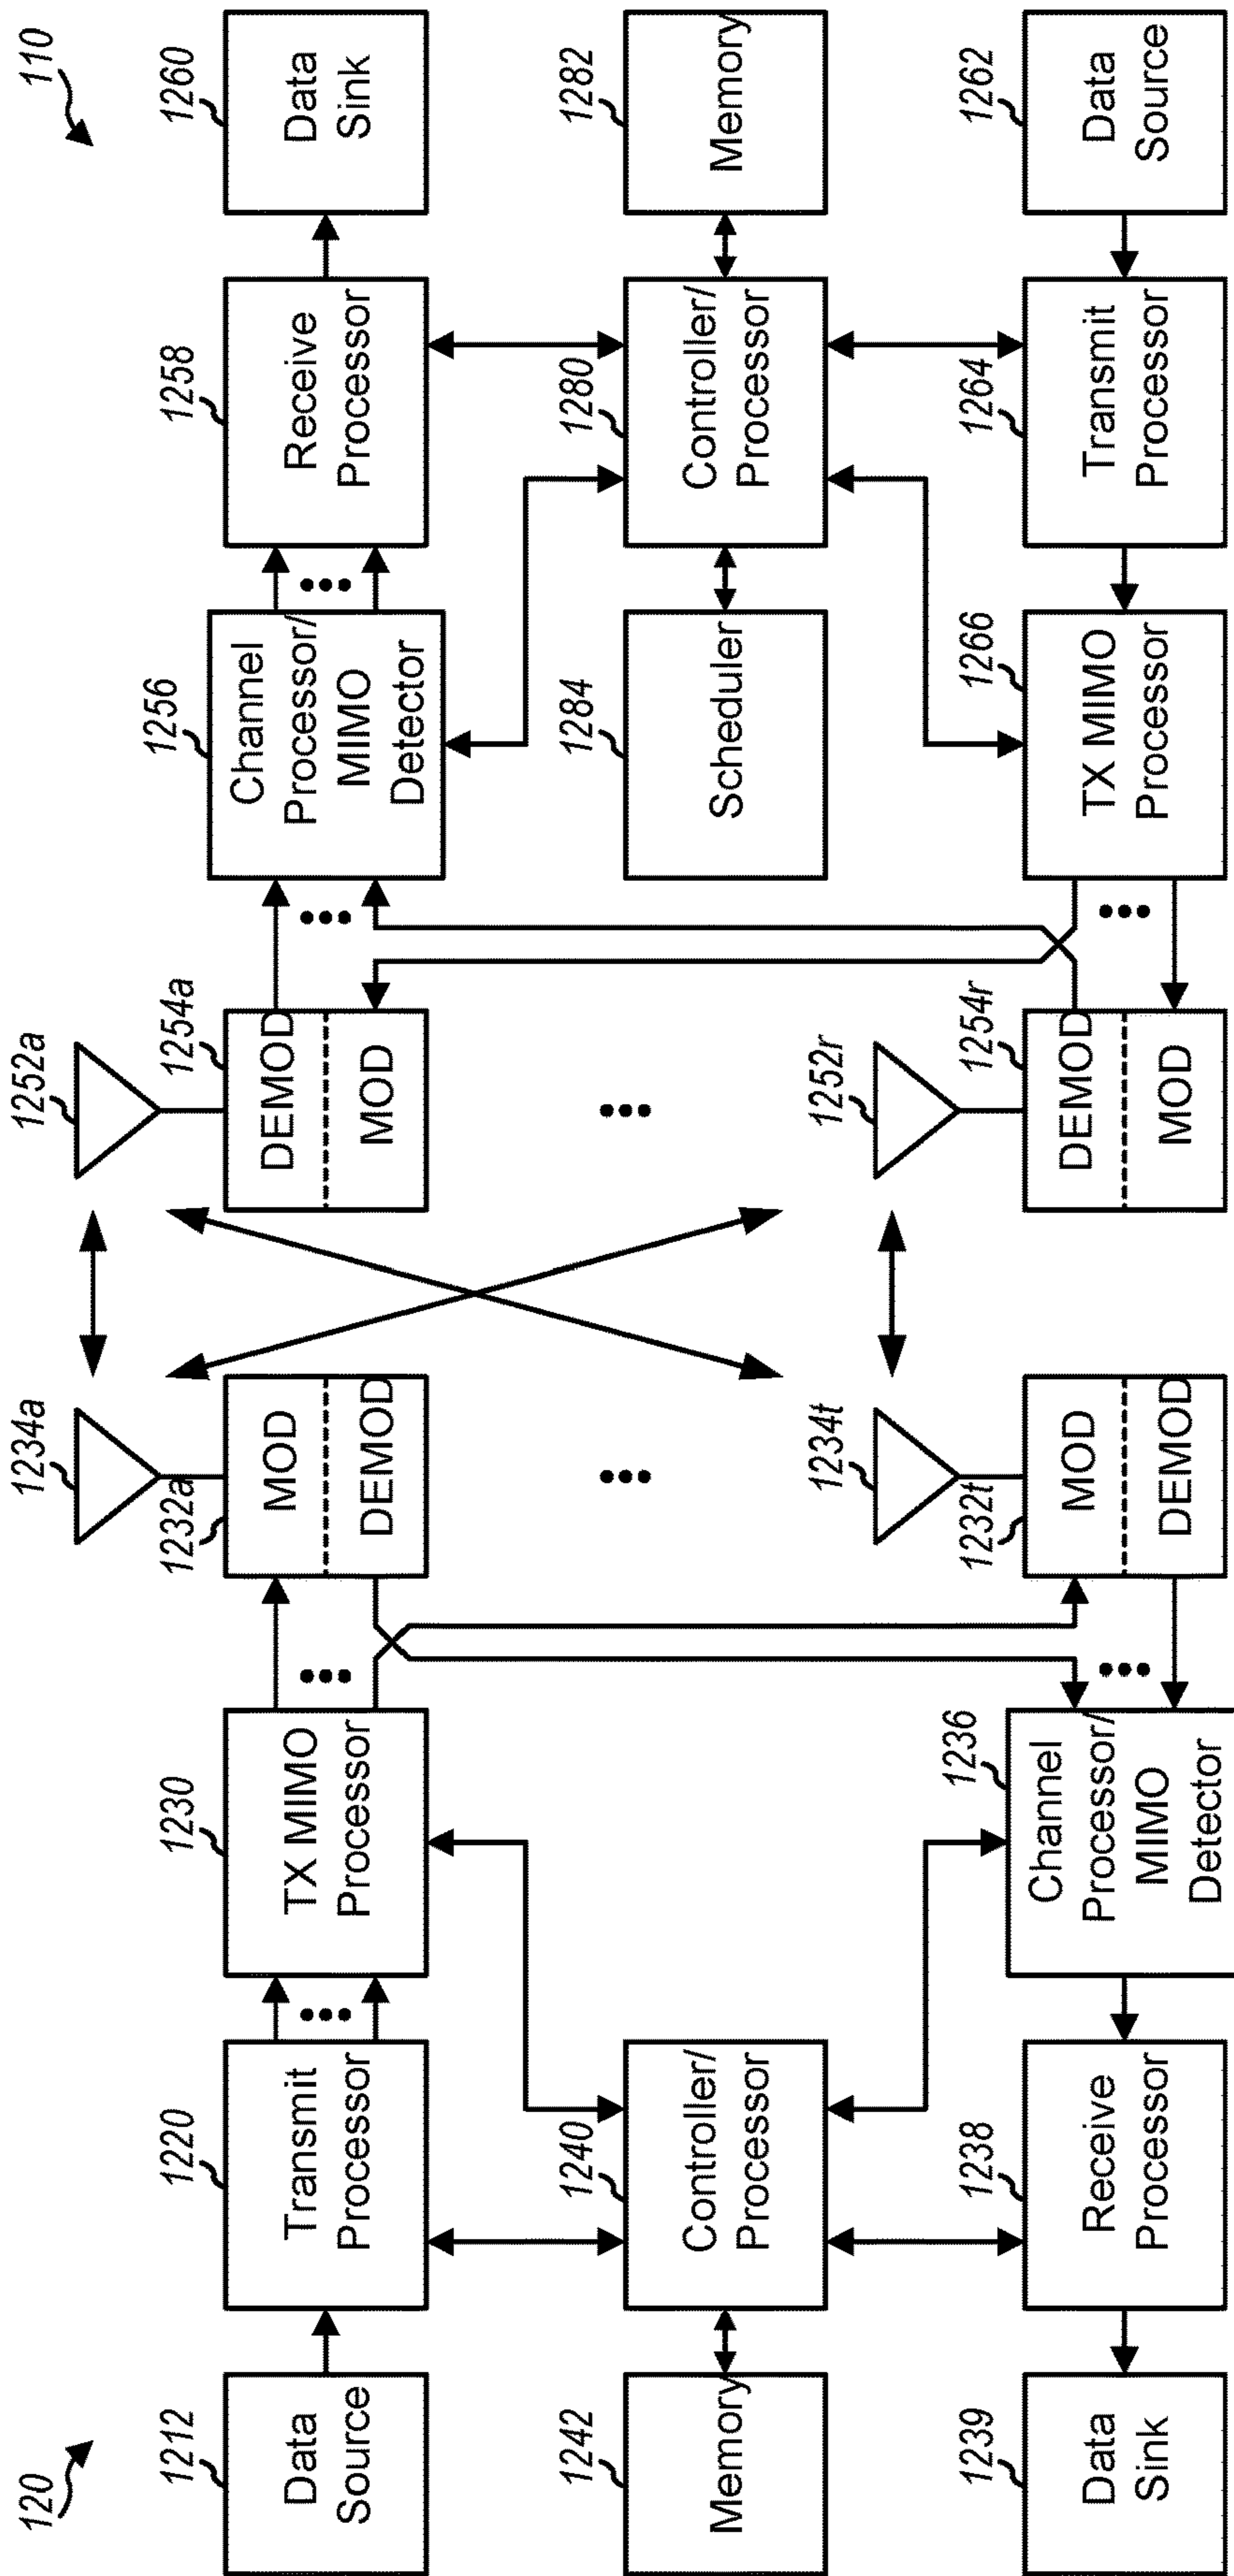 120
110
1212
Data
Source
1220
Transmit
Processor
1230
TX MIMO
Processor
1232a
MOD
DEMOD
1234a
1252a
1254a
DEMOD
MOD
1256
Channel
Processor/
MIMO
Detector
1258
Receive
Processor
1260
Data
Sink
1242
Memory
1240
Controller/
Processor
1284
Scheduler
1280
Controller/
Processor
1282
Memory
1239
Data
Sink
1238
Receive
Processor
1236
Channel
Processor/
MIMO
Detector
1232t
MOD
DEMOD
1234t
1252r
1254r
DEMOD
MOD
1266
TX MIMO
Processor
1264
Transmit
Processor
1262
Data
Source